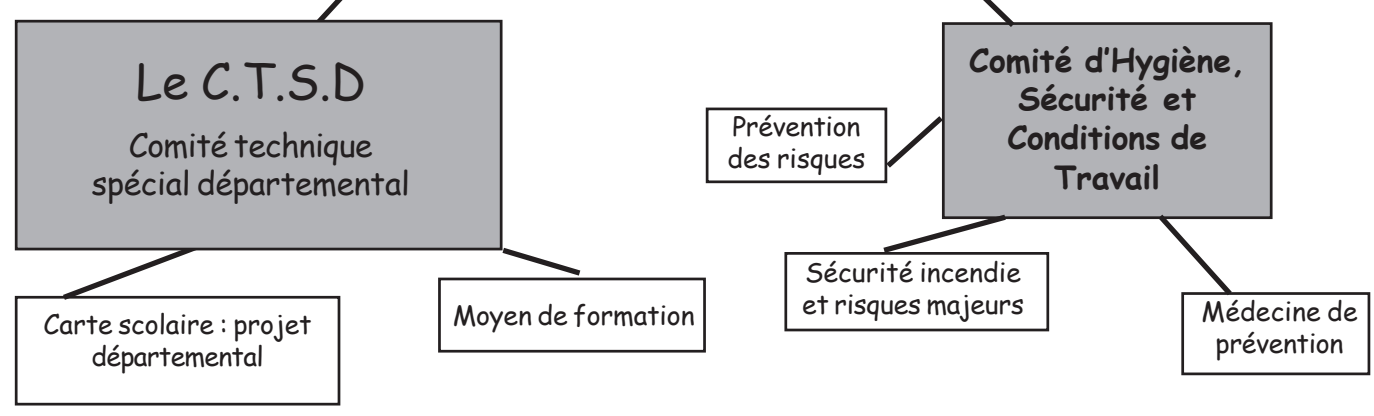 Le C.T.S.D
Comité technique
spécial départemental
Carte scolaire : projet
départemental
Moyen de formation
Comité d'Hygiène,
Sécurité et
Conditions de
Travail
Prévention
des risques
Sécurité incendie
et risques majeurs
Médecine de
prévention